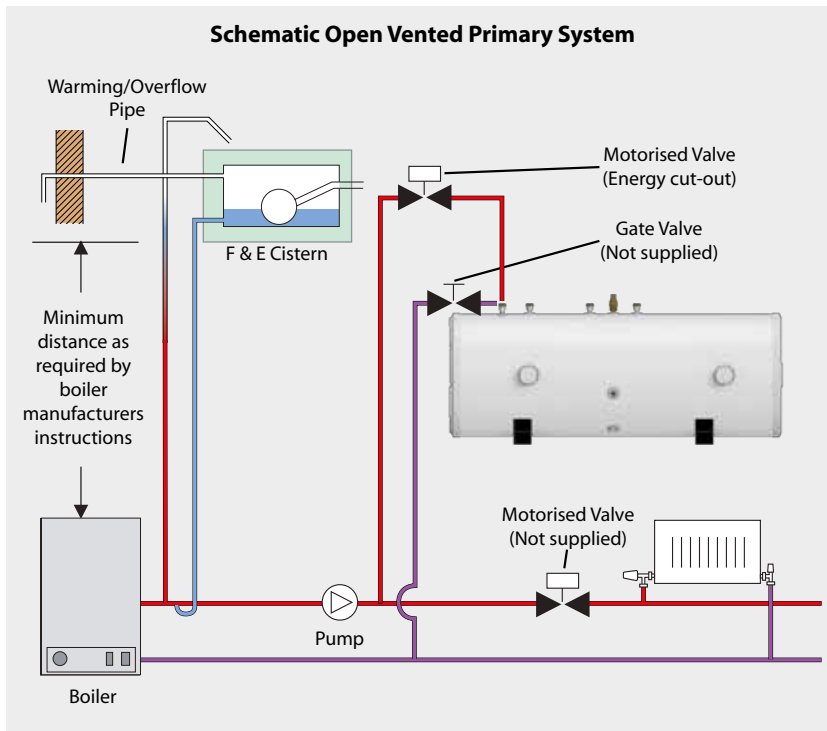 Schematic Open Vented Primary System
Warming/Overflow
Pipe
Motorised Valve
(Energy cut-out)
Gate Valve
(Not supplied)
F & E Cistern
Minimum
distance as
required by
boiler
manufacturers
instructions
Motorised Valve
(Not supplied)
Pump
Boiler